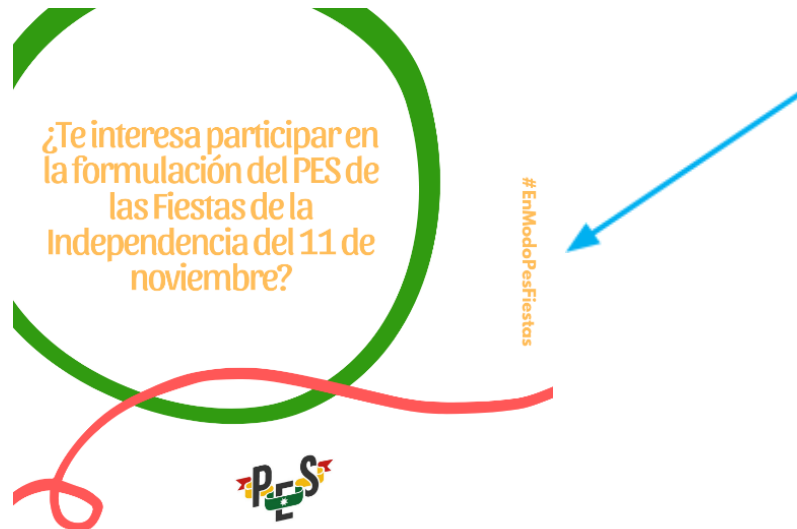 ¿Te interesa participar en
la formulación del PES de
las Fiestas de la
Independencia del 11 de
noviembre?
#EnModoPesFiestas
PES